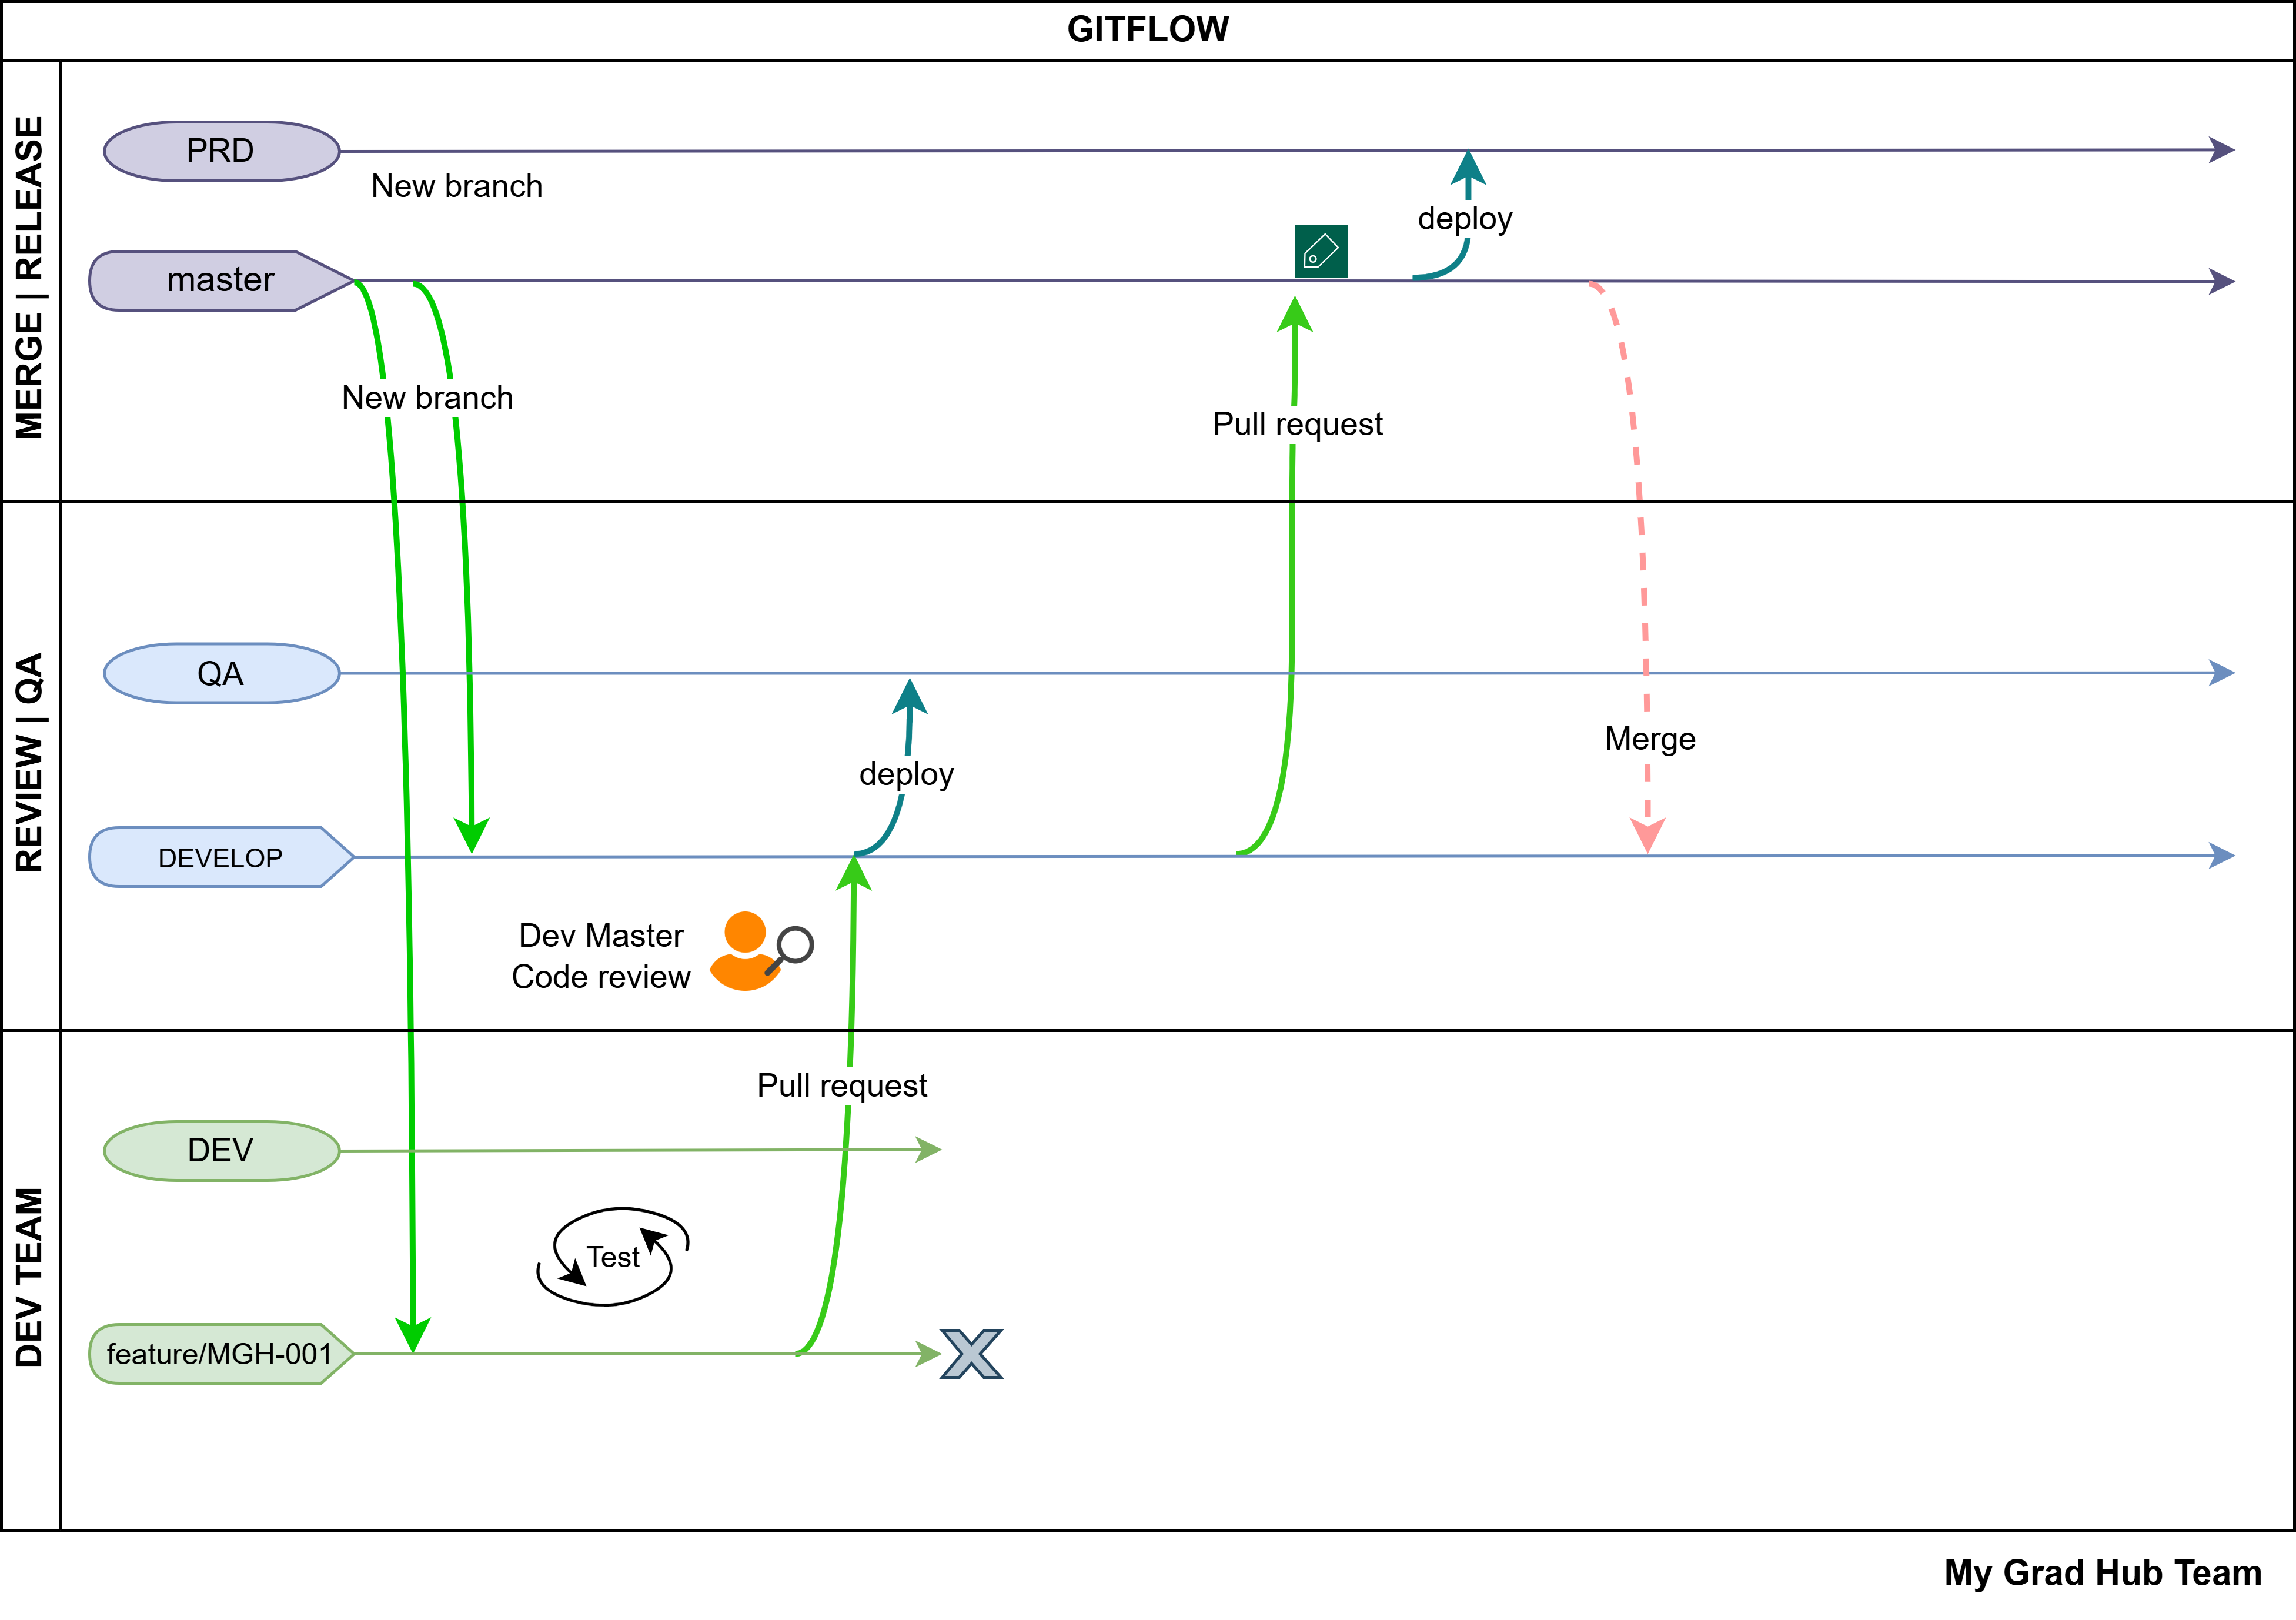 GITFLOW
MERGE | RELEASE
PRD
New branch
deploy
master
New branch
Pull request
REVIEW | QA
QA
Merge
deploy
DEVELOP
Dev Master
Code review
DEV TEAM
Pull request
DEV
Test
feature/MGH-001
My Grad Hub Team